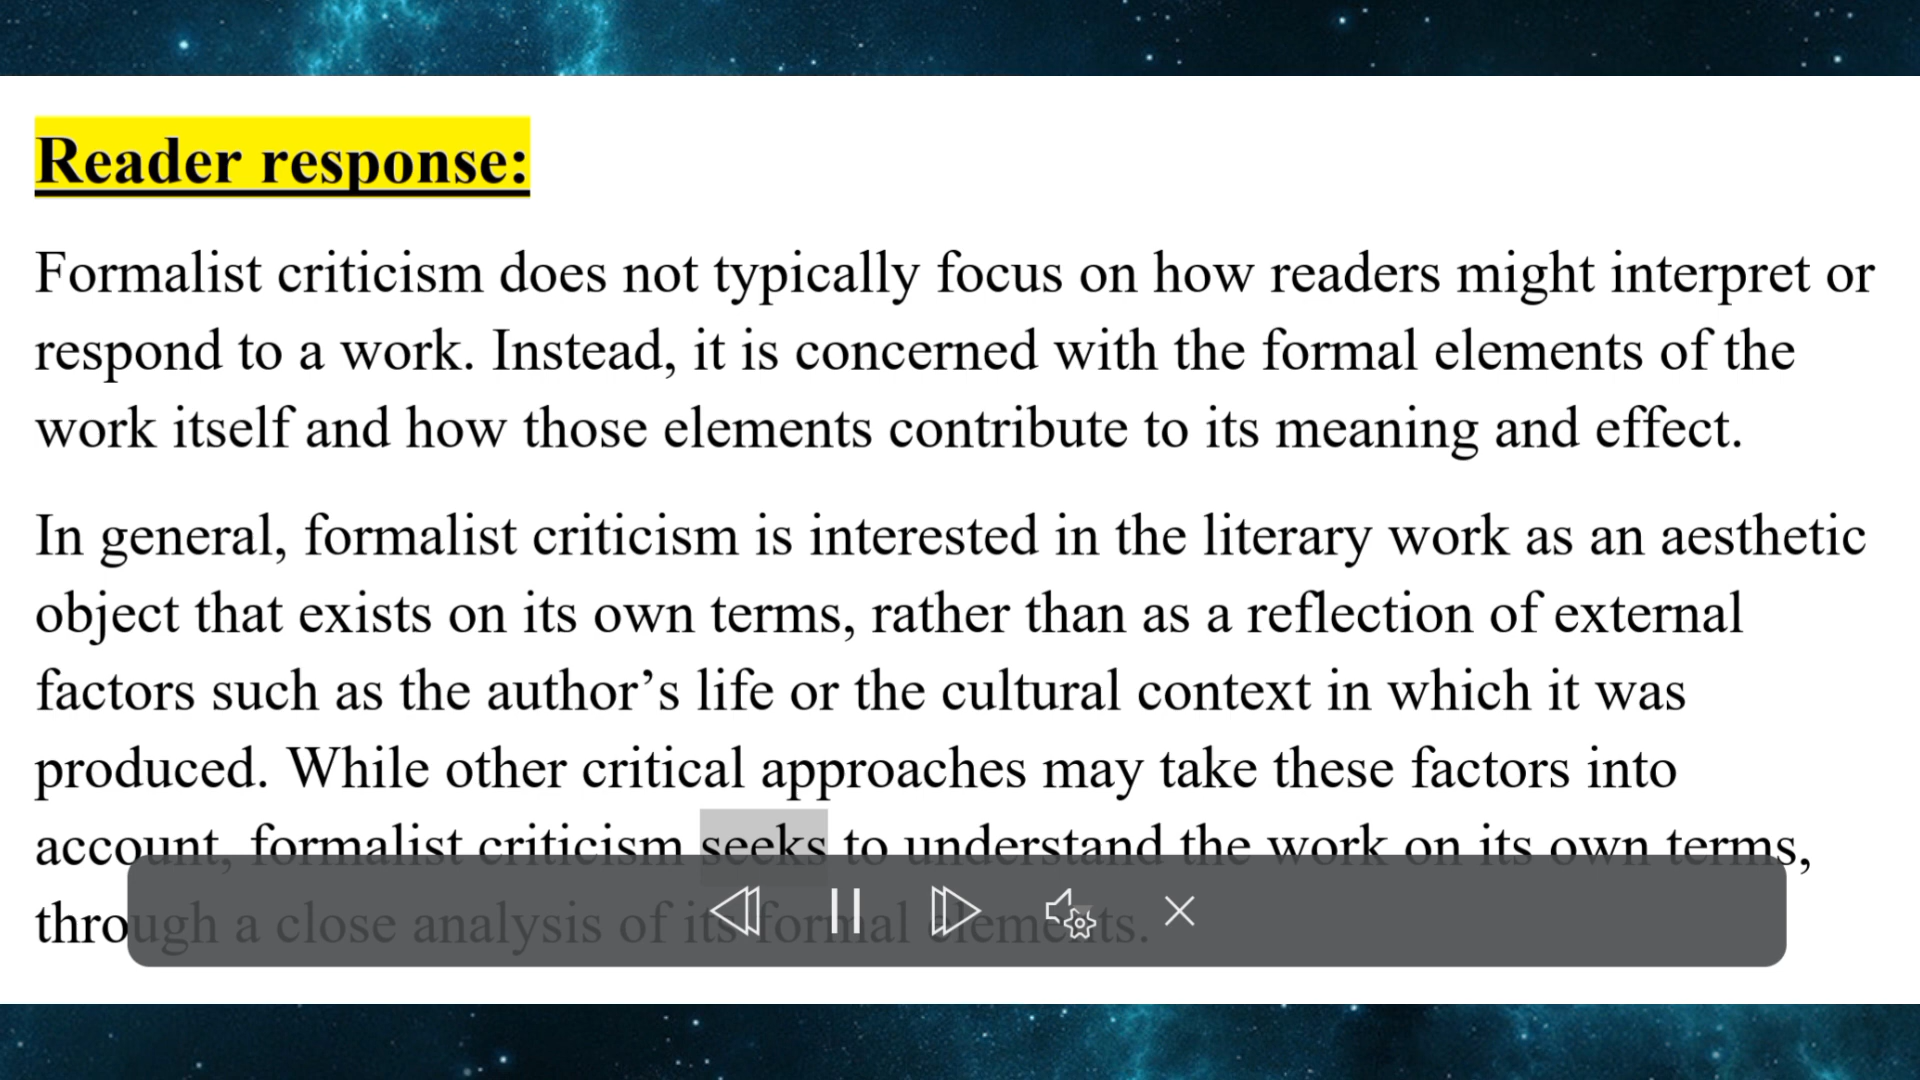 Reader response:
Formalist criticism does not typically focus on how readers might interpret or
respond to a work. Instead, it is concerned with the formal elements of the
work itself and how those elements contribute to its meaning and effect.
In general, formalist criticism is interested in the literary work as an aesthetic
object that exists on its own terms, rather than as a reflection of external
factors such as the author’s life or the cultural context in which it was
produced. While other critical approaches may take these factors into
account, formalist criticism seeks to understand the work on its own terms,
through a close analysis of its formal elements.